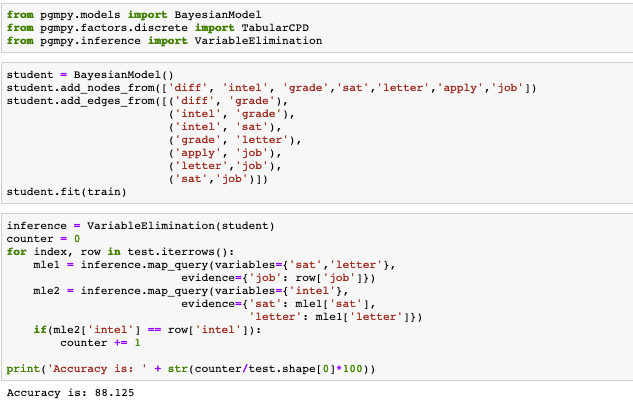 from pgmpy.models import BayesianModel
from pgmpy.factors.discrete import TabularCPD
from pgmpy.inference import VariableElimination
student = BayesianModel()
student.add_nodes_from(['diff', 'intel', 'grade','sat','letter','apply','job'])
student.add_edges_from([('diff', 'grade'),
('intel', 'grade'),
('intel', 'sat'),
('grade', 'letter'),
('apply', 'job'),
('letter','job'),
('sat','job')])
student.fit(train)
inference = VariableElimination(student)
counter = 0
for index, row in test.iterrows():
    mle1 = inference.map_query(variables={'sat','letter'},
                          evidence={'job': row['job']})
    mle2 = inference.map_query(variables={'intel'},
                          evidence={'sat': mle1['sat'],
                                    'letter': mle1['letter']})
    if(mle2['intel'] == row['intel']):
        counter += 1
print('Accuracy is: ' + str(counter/test.shape[0]*100))
Accuracy is: 88.125